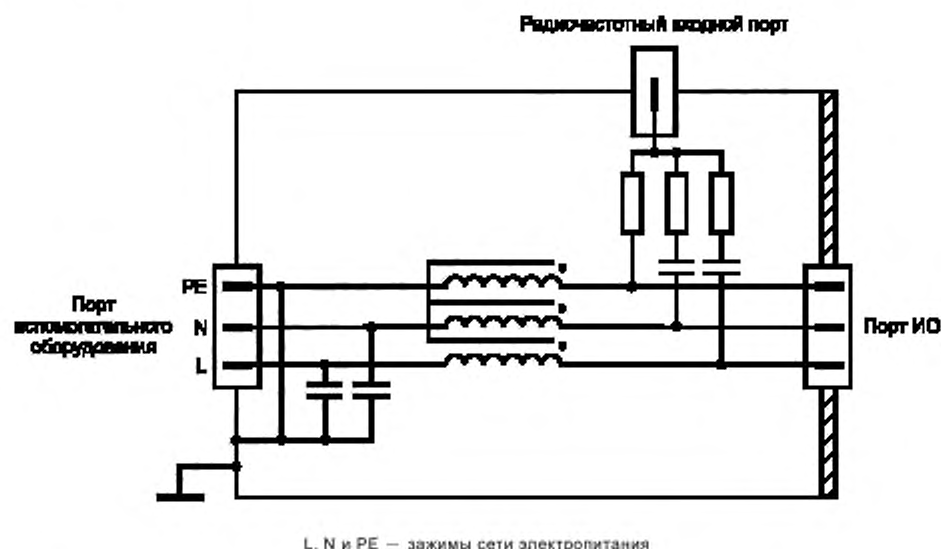 Радиочастотный входной порт
PE
Порт
вспомогательного
оборудования
N
Порт ИО
L
L, N и PE — зажимы сети электропитания